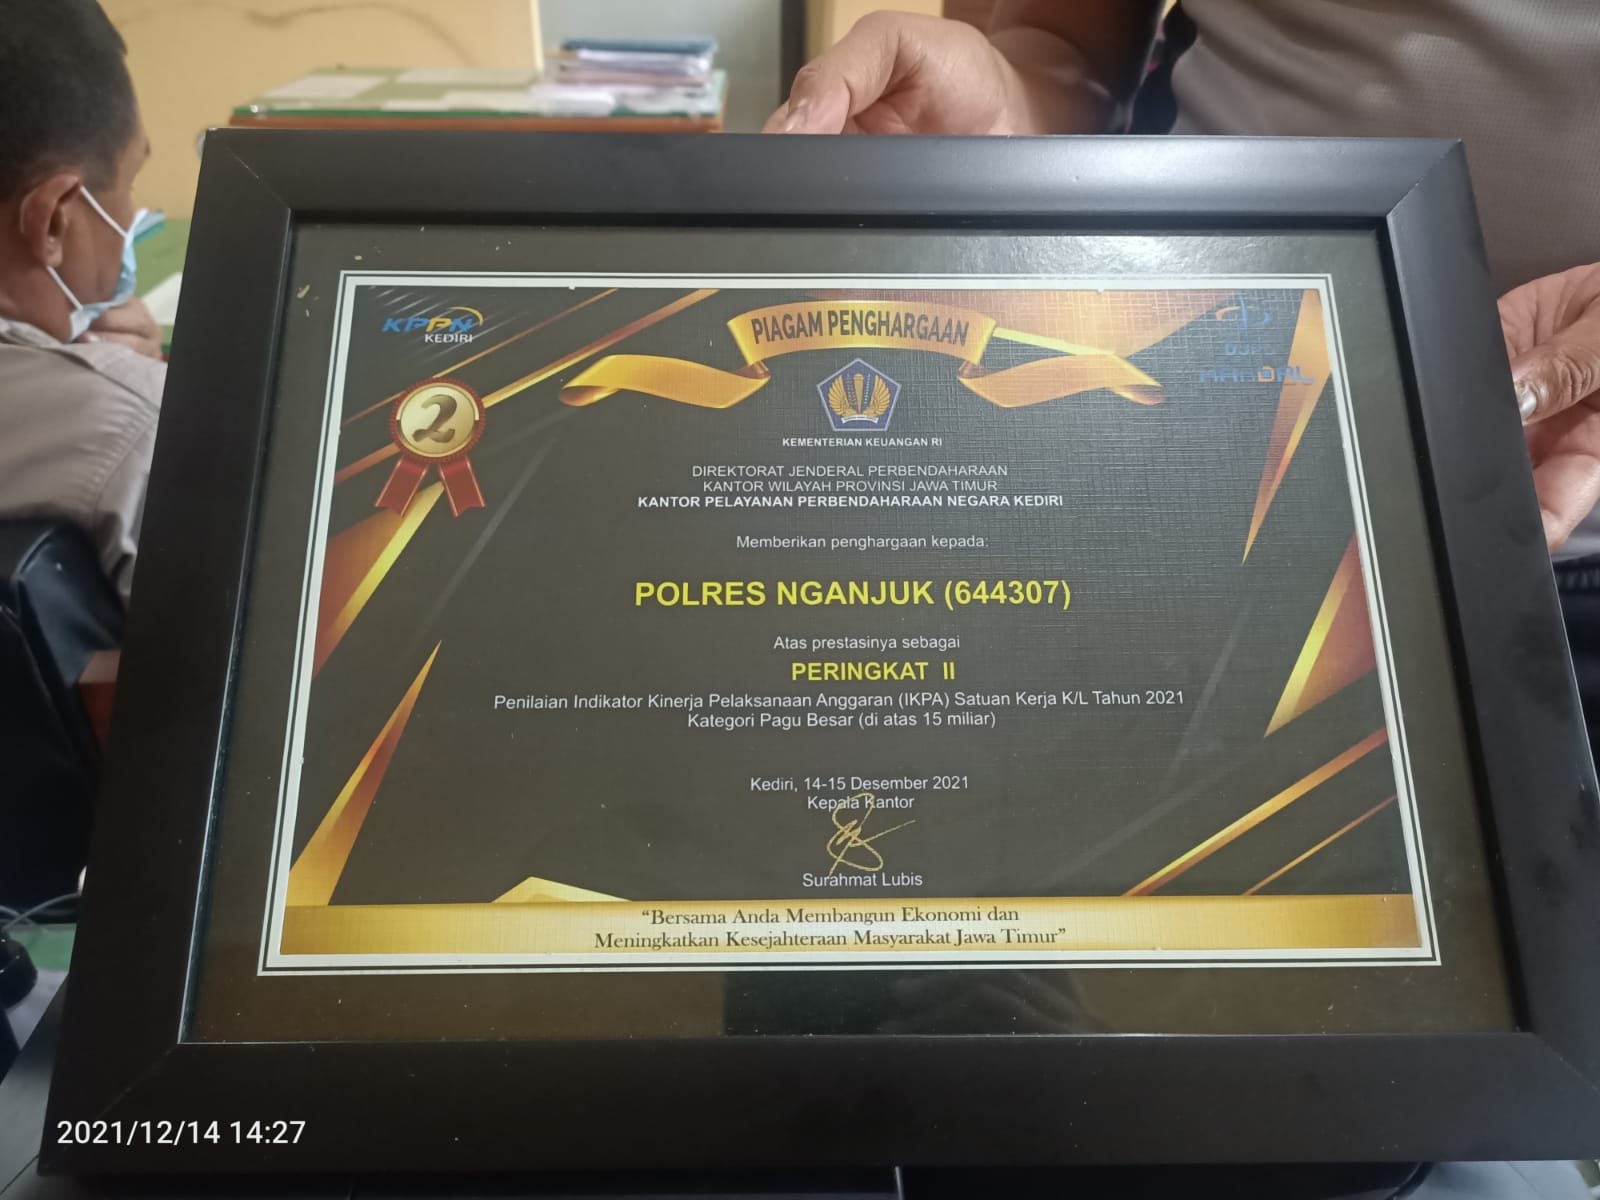 KPPN
KEDIRI
PIAGAM PENGHARGAAN
2
KEMENTERIAN KEUANGAN RI
DIREKTORAT JENDERAL PERBENDAHARAAN
KANTOR WILAYAH PROVINSI JAWA TIMUR
KANTOR PELAYANAN PERBENDAHARAAN NEGARA KEDIRI
Memberikan penghargaan kepada:
POLRES NGANJUK (644307)
Atas prestasinya sebagai
PERINGKAT II
Penilaian Indikator Kinerja Pelaksanaan Anggaran (IKPA) Satuan Kerja K/L Tahun 2021
Kategori Pagu Besar (di atas 15 miliar)
Kediri, 14-15 Desember 2021
Kepala Kantor
Surahmat Lubis
“Bersama Anda Membangun Ekonomi dan
Meningkatkan Kesejahteraan Masyarakat Jawa Timur”
2021/12/14 14:27